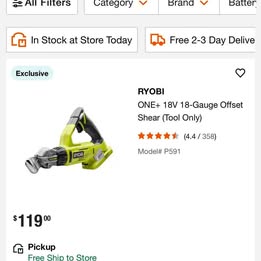 All Filters Category Brand Battery
In Stock at Store Today Free 2-3 Day Delive
Exclusive
RYOBI
ONE+ 18V 18-Gauge Offset
Shear (Tool Only)
(4.4 / 358)
Model# P591
$119 00
Pickup
Free Ship to Store